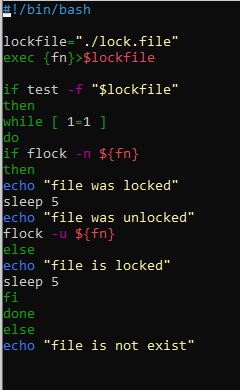 #!/bin/bash
lockfile="./lock.file"
exec {fn}>$lockfile
if test -f "$lockfile"
then
while [ 1=1 ]
do
if flock -n ${fn}
then
echo "file was locked"
sleep 5
echo "file was unlocked"
flock -u ${fn}
else
echo "file is locked"
sleep 5
fi
done
else
echo "file is not exist"